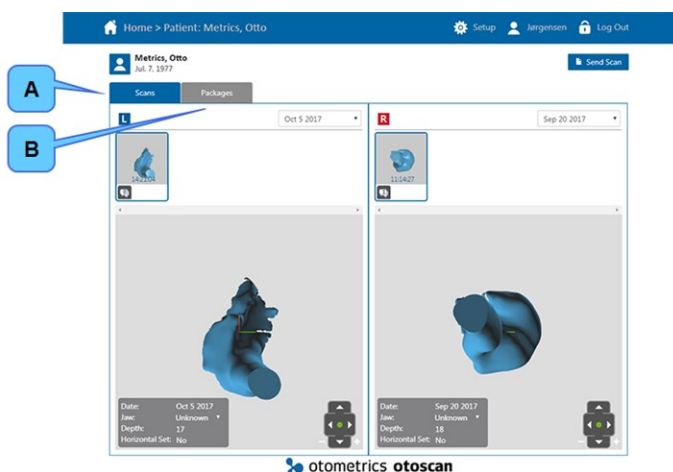 Home > Patient: Metrics, Otto
Setup Jørgensen Log Out
Metrics, Otto
Jul. 7. 1977
Send Scan
A
Scans Packages
B
L Oct 5 2017
R Sep 20 2017
14:21:04
11:14:27
Date: Oct 5 2017
Jaw: Unknown
Depth: 17
Horizontal Set: No
Date: Sep 20 2017
Jaw: Unknown
Depth: 18
Horizontal Set: No
otometrics otoscan